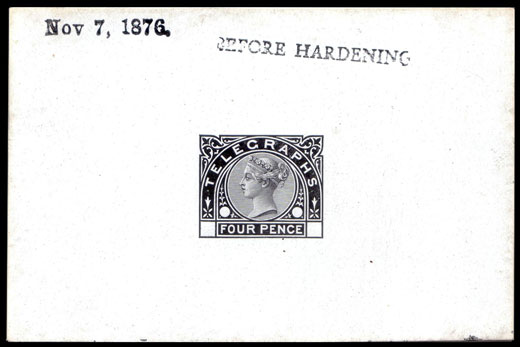 Nov 7, 1876.
BEFORE HARDENING
TELEGRAPHS
FOUR PENCE